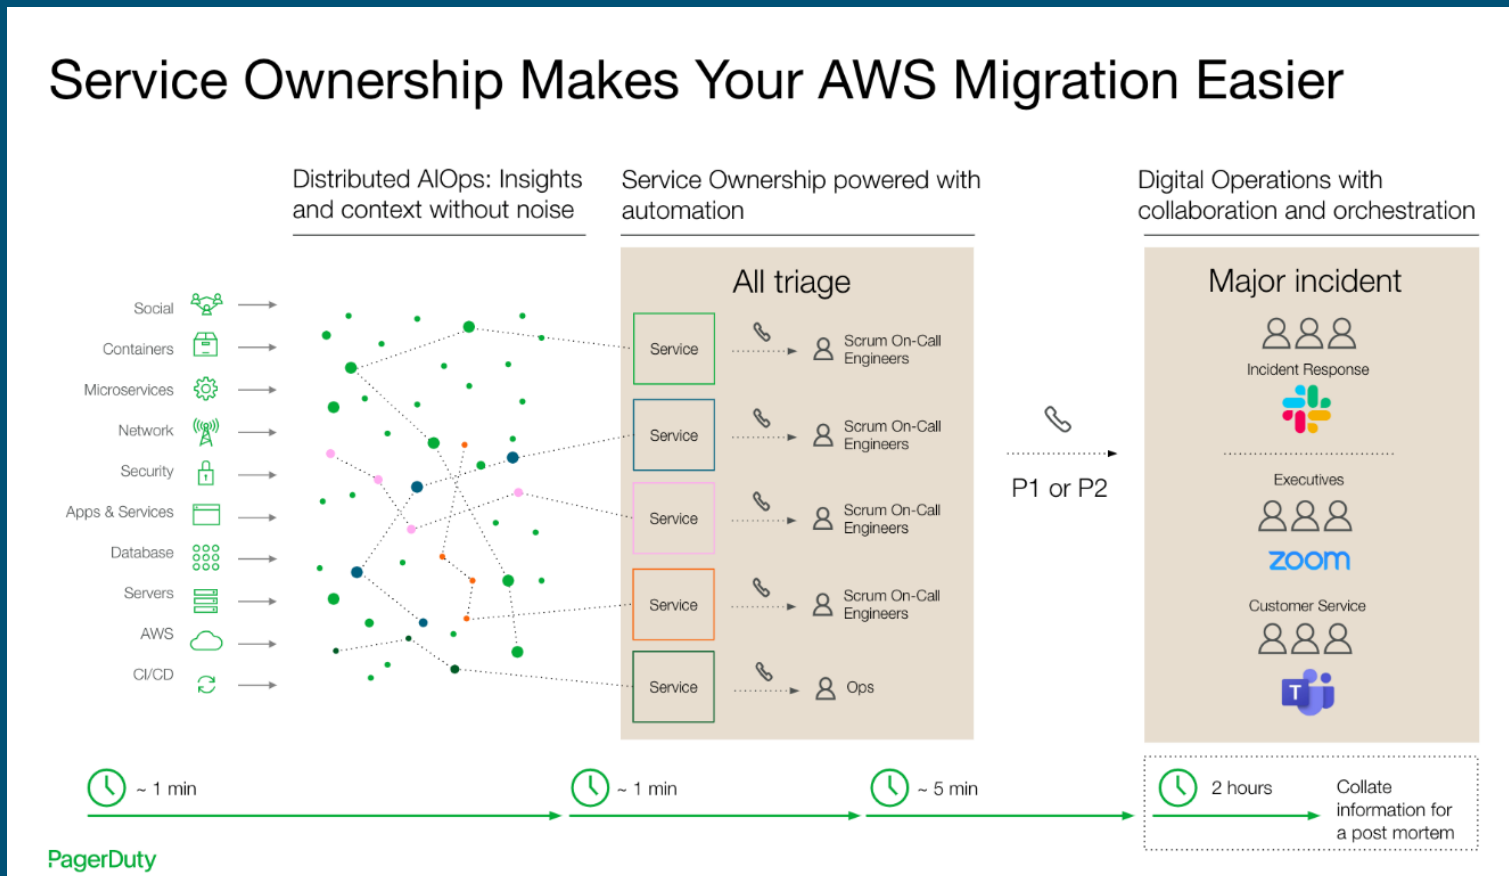 Service Ownership Makes Your AWS Migration Easier
Distributed AIOps: Insights
and context without noise
Service Ownership powered with
automation
Digital Operations with
collaboration and orchestration
Social
Containers
Microservices
Network
Security
Apps & Services
Database
Servers
AWS
CI/CD
All triage
Service
Scrum On-Call
Engineers
Service
Scrum On-Call
Engineers
Service
Scrum On-Call
Engineers
Service
Scrum On-Call
Engineers
Service
Ops
P1 or P2
Major incident
Incident Response
Executives
zoom
Customer Service
T
~ 1 min
~ 1 min
~ 5 min
2 hours
Collate
information for
a post mortem
PagerDuty